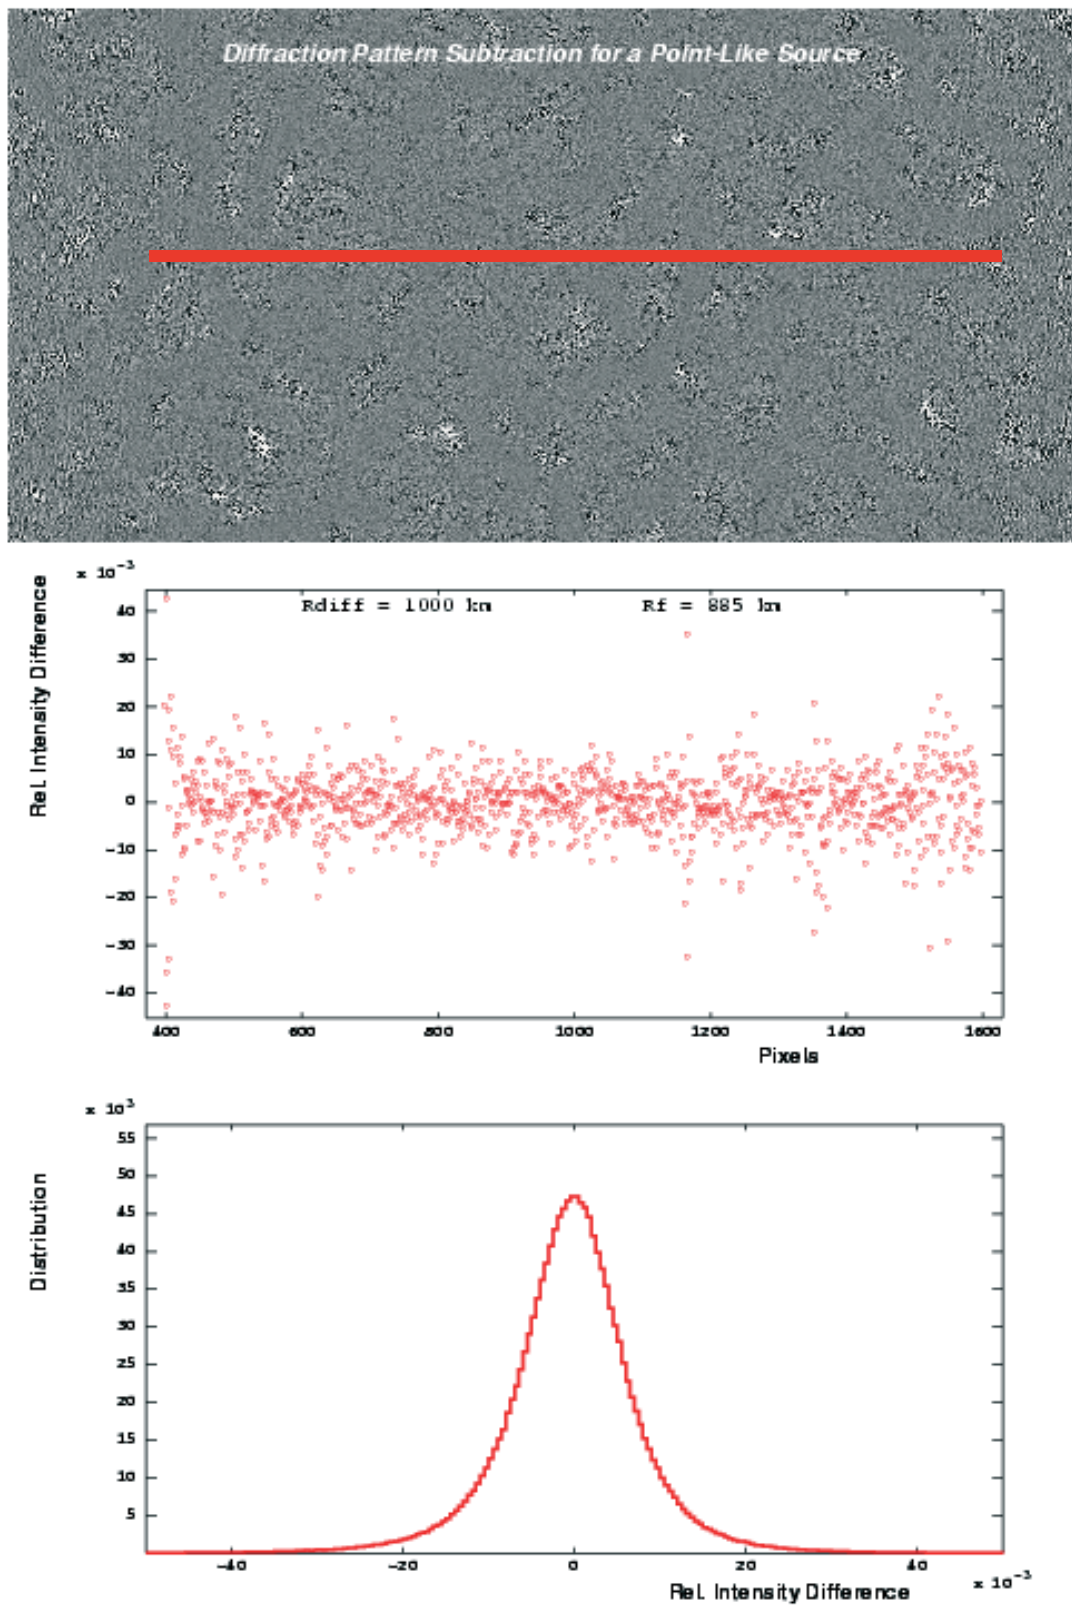 Diffraction Pattern Subtraction for a Point-Like Source
x 10⁻³
Rel. Intensity Difference
Rdiff = 1000 km Rf = 885 km
40
30
20
10
0
-10
-20
-30
-40
400 600 800 1000 1200 1400 1600
Pixels
x 10³
Distribution
55
50
45
40
35
30
25
20
15
10
5
-40 -20 0 20 40
x 10⁻³
Rel. Intensity Difference